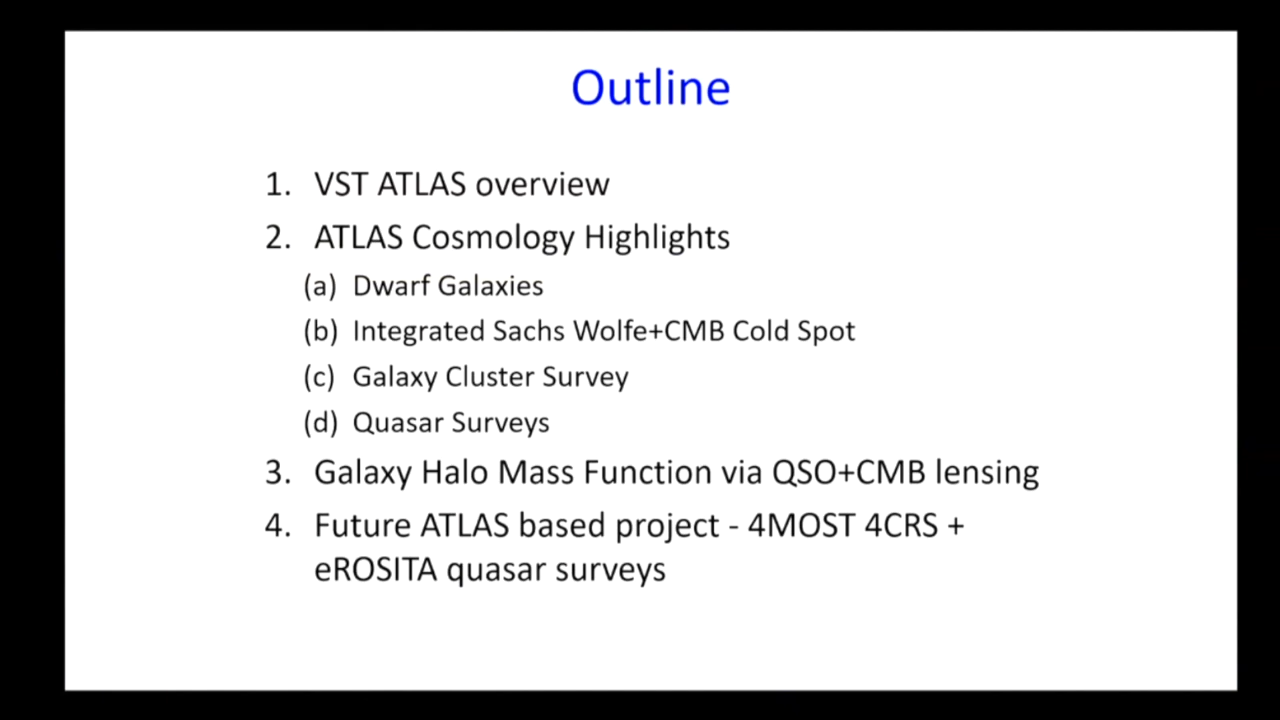 Outline
1. VST ATLAS overview
2. ATLAS Cosmology Highlights
(a) Dwarf Galaxies
(b) Integrated Sachs Wolfe+CMB Cold Spot
(c) Galaxy Cluster Survey
(d) Quasar Surveys
3. Galaxy Halo Mass Function via QSO+CMB lensing
4. Future ATLAS based project - 4MOST 4CRS +
eROSITA quasar surveys